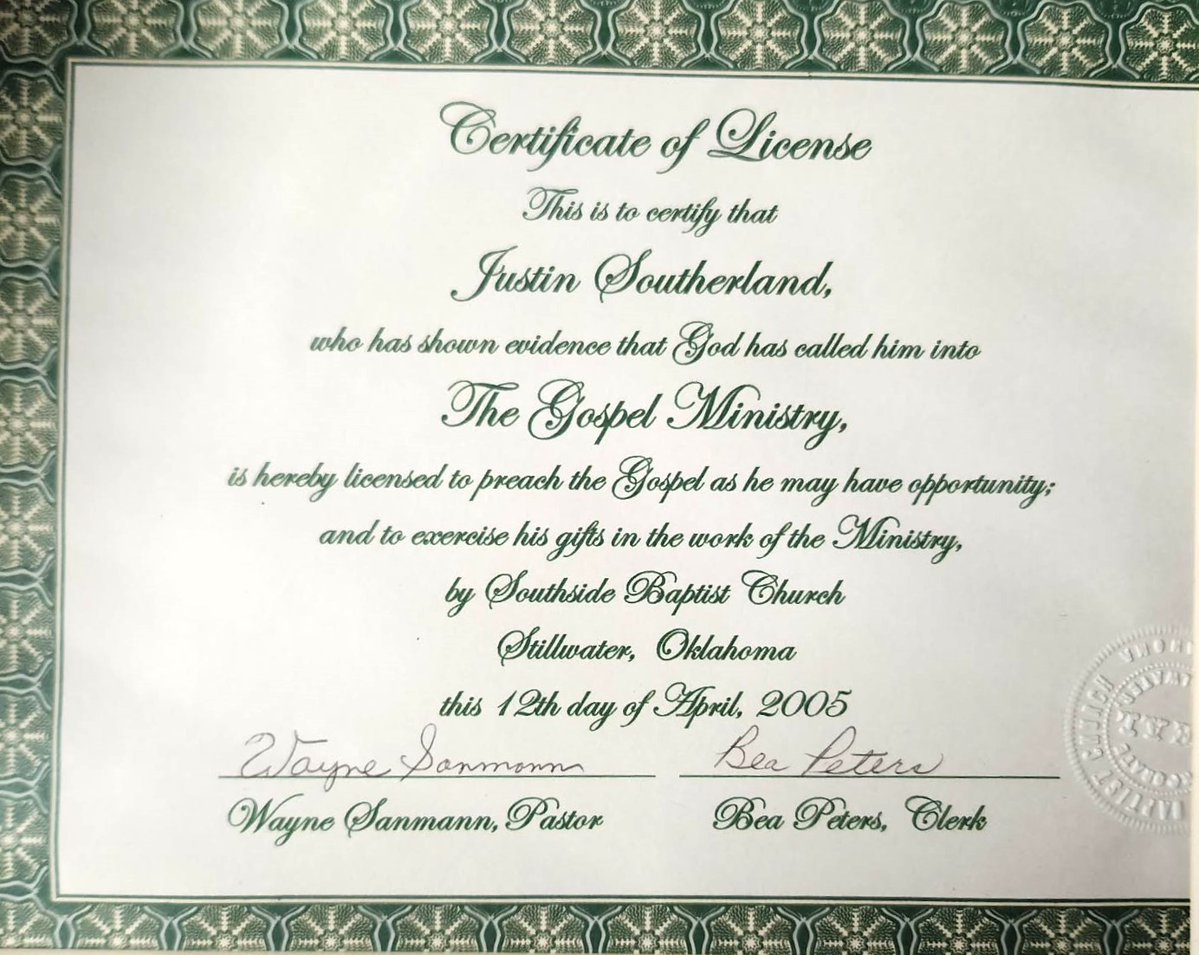 Certificate of License
This is to certify that
Justin Southerland,
who has shown evidence that God has called him into
The Gospel Ministry,
is hereby licensed to preach the Gospel as he may have opportunity;
and to exercise his gifts in the work of the Ministry,
by Southside Baptist Church
Stillwater, Oklahoma
this 12th day of April, 2005
Wayne Sanmann Bea Peters
Wayne Sanmann, Pastor Bea Peters, Clerk